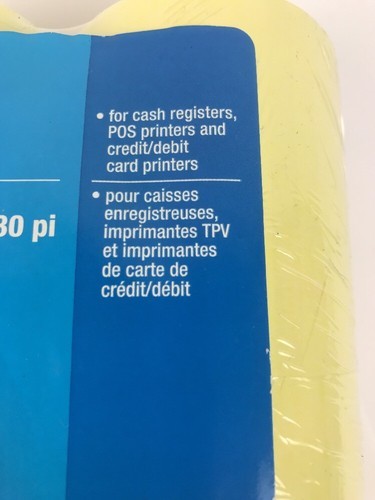 • for cash registers,
POS printers and
credit/debit
card printers
• pour caisses
enregistreuses,
imprimantes TPV
et imprimantes
de carte de
crédit/débit
30 pi